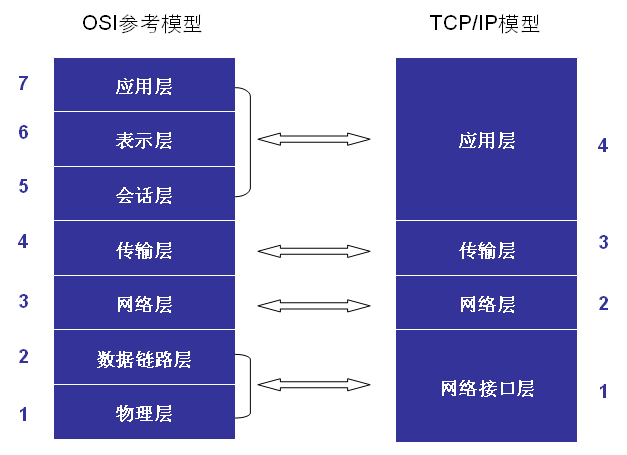 OSI参考模型
TCP/IP模型
7
应用层
6
表示层
5
会话层
4
传输层
3
网络层
2
数据链路层
1
物理层
应用层
4
传输层
3
网络层
2
网络接口层
1